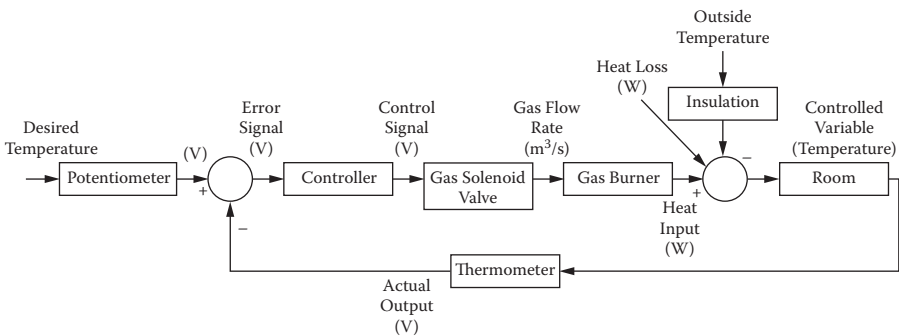 Outside
Temperature
Heat Loss
(W)
Insulation
Error
Signal
(V)
Control
Signal
(V)
Gas Flow
Rate
(m³/s)
Controlled
Variable
(Temperature)
Desired
Temperature
(V)
Potentiometer
+
Controller
Gas Solenoid
Valve
Gas Burner
+
−
Room
Heat
Input
(W)
−
Thermometer
Actual
Output
(V)